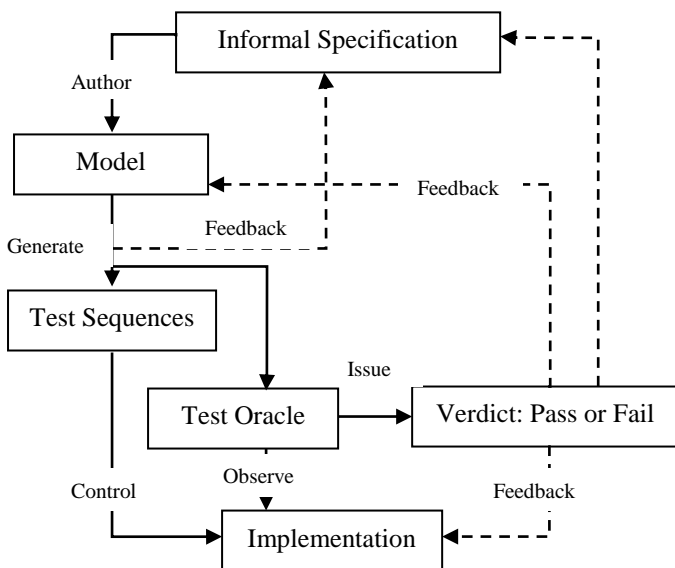 Informal Specification
Author
Model
Feedback
Feedback
Generate
Test Sequences
Issue
Test Oracle
Verdict: Pass or Fail
Observe
Control
Feedback
Implementation